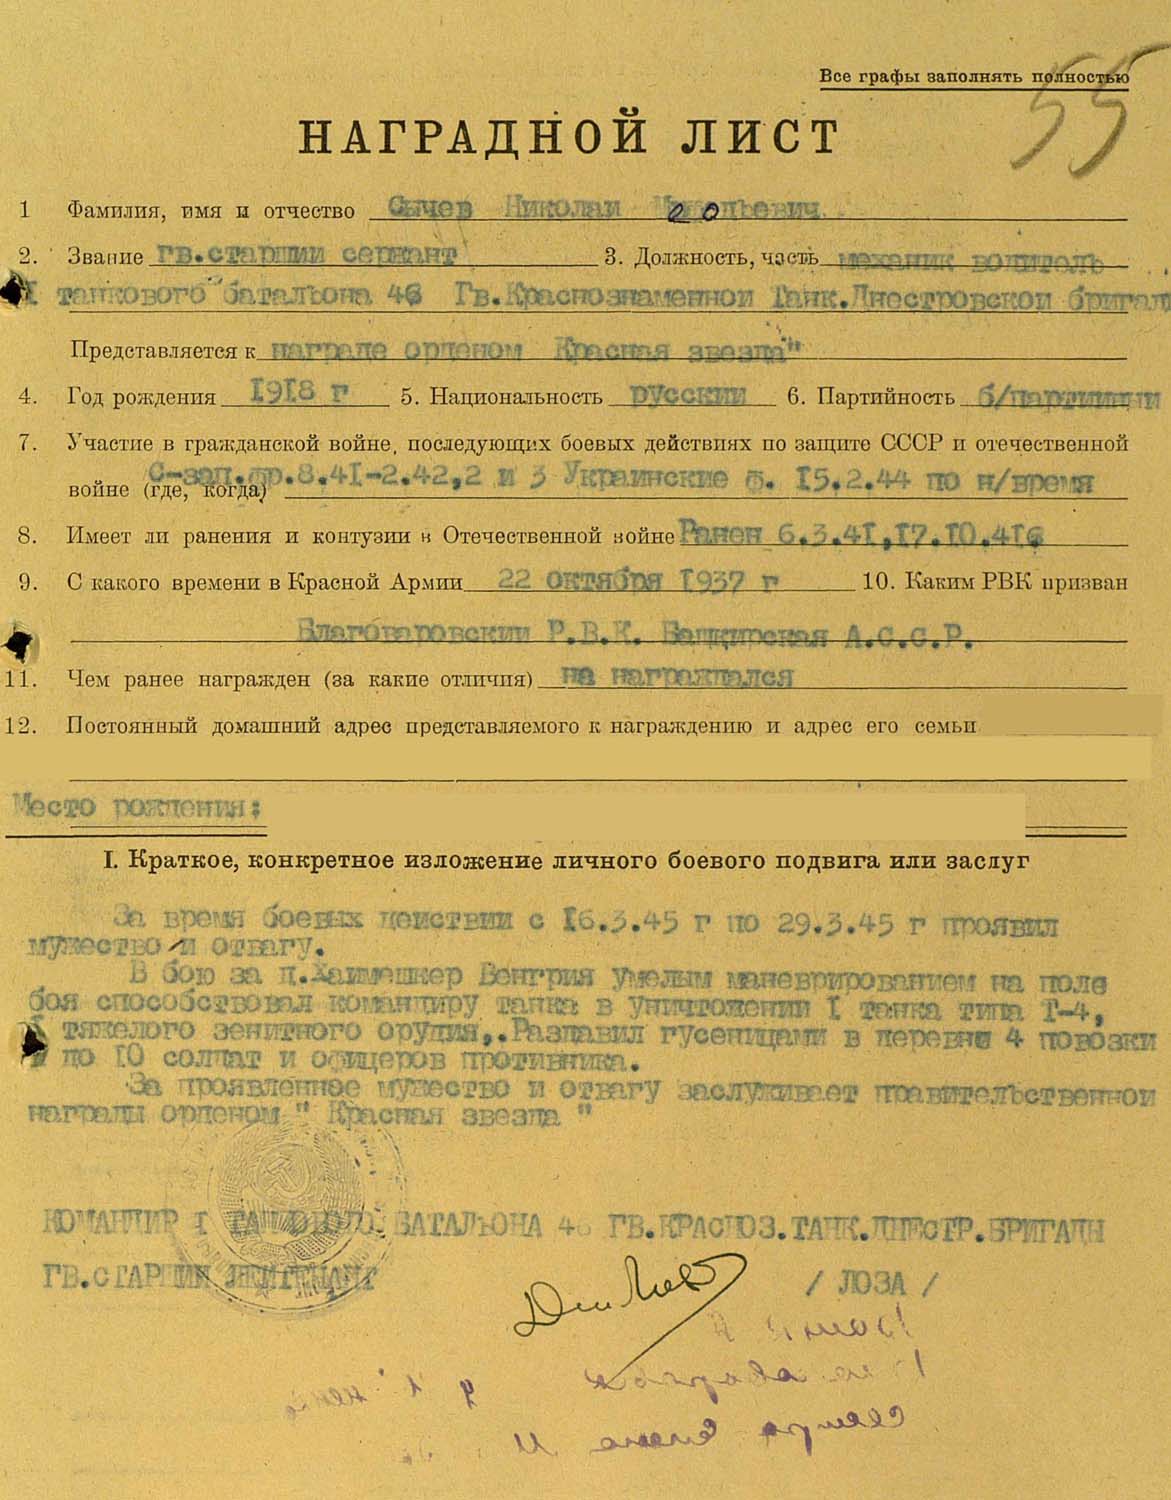 Все графы заполнять полностью
55
НАГРАДНОЙ ЛИСТ
1 Фамилия, имя и отчество Сычев Николай
2. Звание гв.старший сержант 3. Должность, часть механик водитель
I танкового батальона 46 Гв.Краснознаменной Танк.Днестровской бригад
Представляется к награде орденом Красная звезда"
4. Год рождения 1918 г 5. Национальность русский 6. Партийность б/партийный
7. Участие в гражданской войне, последующих боевых действиях по защите СССР и отечественной
войне (где, когда) С-зап.фр.8.41-2.42,2 и 3 Украинские ф. 15.2.44 по н/время
8. Имеет ли ранения и контузии в Отечественной войне Ранен 6.3.41,17.10.41г
9. С какого времени в Красной Армии 22 октября 1937 г 10. Каким РВК призван
Благоваровский Р.В.К. Башкирская А.С.С.Р.
11. Чем ранее награжден (за какие отличия) не награждался
12. Постоянный домашний адрес представляемого к награждению и адрес его семьи
Место рождения:
I. Краткое, конкретное изложение личного боевого подвига или заслуг
За время боевых действий с 16.3.45 г по 29.3.45 г проявил
мужество и отвагу.
В бою за д.Хаймешкер Венгрия умелым маневрированием на поле
боя способствовал командиру танка в уничтожении I танка типа Т-4,
I тяжелого зенитного орудия,.Раздавил гусеницами в деревне 4 повозки
и до 10 солдат и офицеров противника.
За проявленное мужество и отвагу заслуживает правительственной
награды орденом " Красная звезда "
КОМАНДИР I ТАНКОВОГО БАТАЛЬОНА 46 ГВ.КРАСНОЗ.ТАНК.ДНЕСТР.БРИГАДЫ
ГВ.СТАРШИЙ ЛЕЙТЕНАНТ / ЛОЗА /